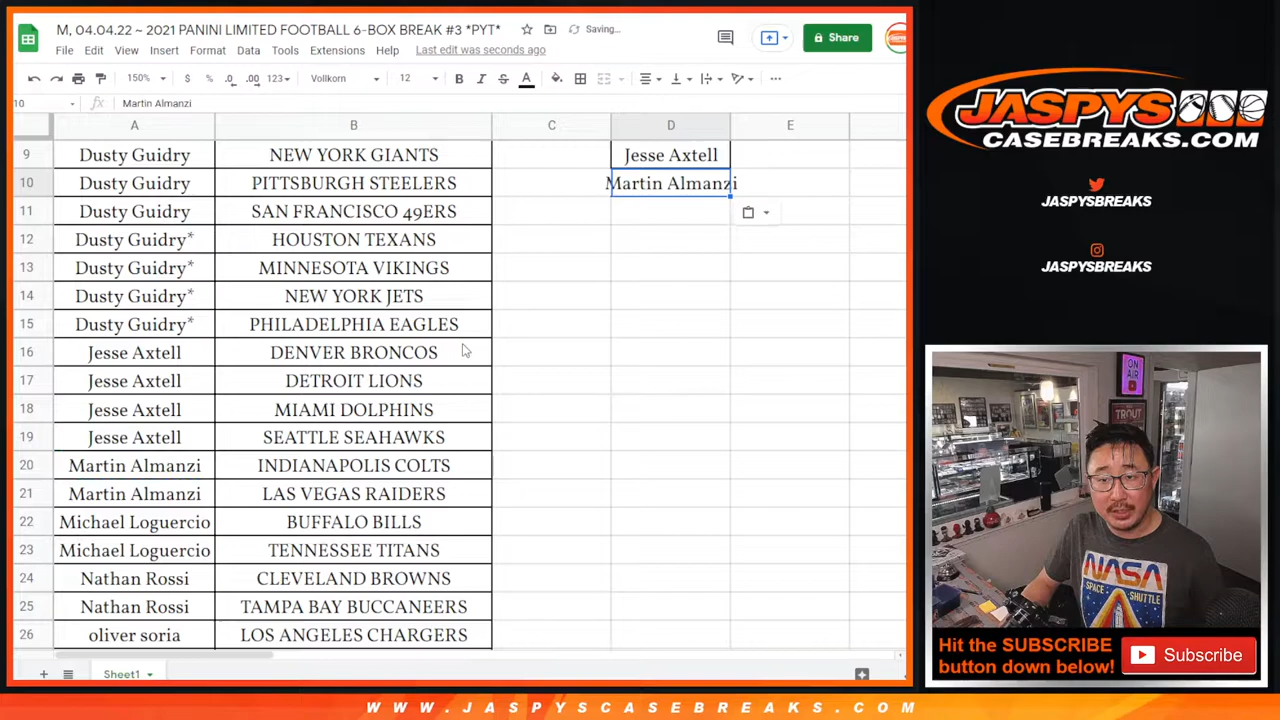 M, 04.04.22 ~ 2021 PANINI LIMITED FOOTBALL 6-BOX BREAK #3 *PYT*
Saving...
File Edit View Insert Format Data Tools Extensions Help Last edit was seconds ago
Share
150% $ % .0 .00 123 Vollkorn 12 B I S A
10 fx Martin Almanzi
A B C D E
9 Dusty Guidry NEW YORK GIANTS Jesse Axtell
10 Dusty Guidry PITTSBURGH STEELERS Martin Almanzi
11 Dusty Guidry SAN FRANCISCO 49ERS
12 Dusty Guidry* HOUSTON TEXANS
13 Dusty Guidry* MINNESOTA VIKINGS
14 Dusty Guidry* NEW YORK JETS
15 Dusty Guidry* PHILADELPHIA EAGLES
16 Jesse Axtell DENVER BRONCOS
17 Jesse Axtell DETROIT LIONS
18 Jesse Axtell MIAMI DOLPHINS
19 Jesse Axtell SEATTLE SEAHAWKS
20 Martin Almanzi INDIANAPOLIS COLTS
21 Martin Almanzi LAS VEGAS RAIDERS
22 Michael Loguercio BUFFALO BILLS
23 Michael Loguercio TENNESSEE TITANS
24 Nathan Rossi CLEVELAND BROWNS
25 Nathan Rossi TAMPA BAY BUCCANEERS
26 oliver soria LOS ANGELES CHARGERS
Sheet1
JASPYS
CASEBREAKS.COM
JASPYSBREAKS
JASPYSBREAKS
ON AIR
TROUT
NASA
SPACE SHUTTLE
Hit the SUBSCRIBE
button down below!
Subscribe
WWW.JASPYSCASEBREAKS.COM